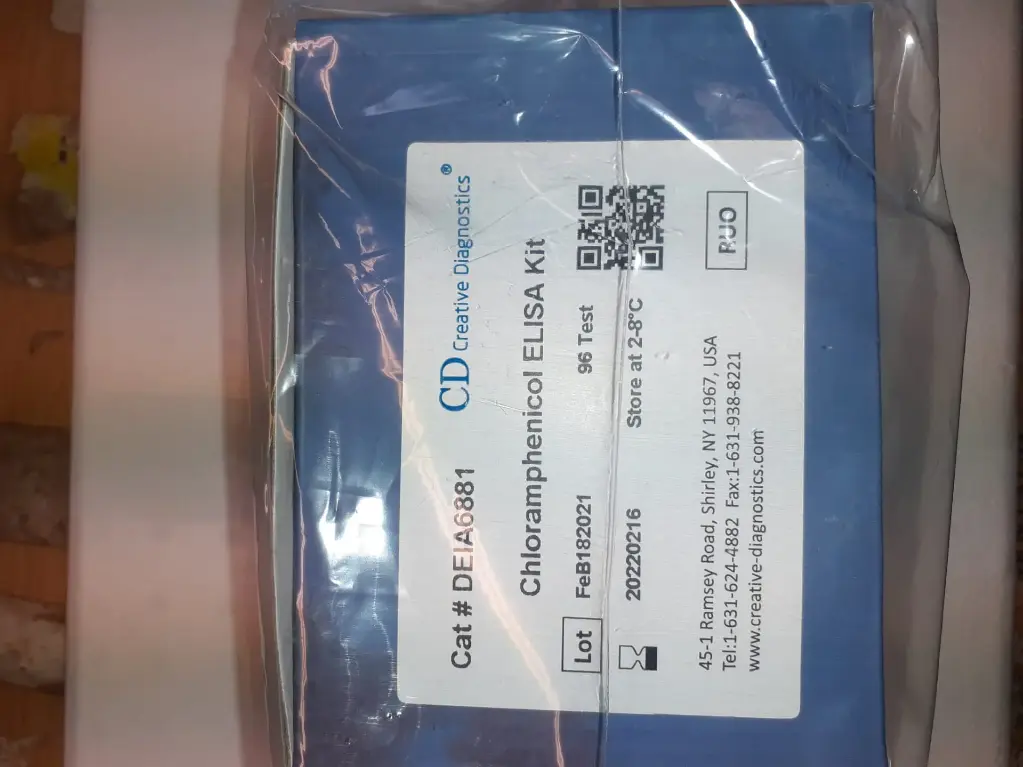 Cat # DEIA6881 CD Creative Diagnostics®
Chloramphenicol ELISA Kit
Lot FeB182021 96 Test
20220216 Store at 2-8°C
45-1 Ramsey Road, Shirley, NY 11967, USA
Tel:1-631-624-4882 Fax:1-631-938-8221
www.creative-diagnostics.com
RUO